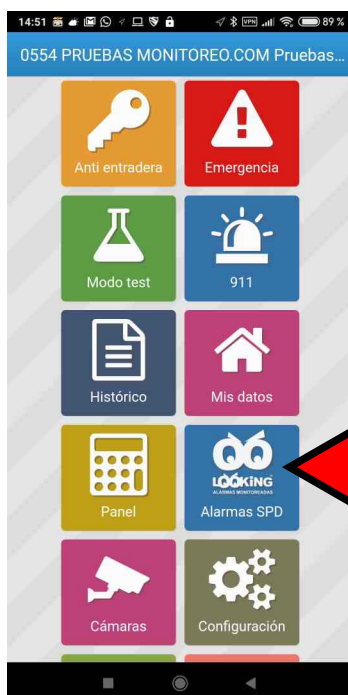 14:51 VPN 89 %
0554 PRUEBAS MONITOREO.COM Pruebas...
Anti entradera Emergencia
Modo test 911
Histórico Mis datos
LOOKING
ALARMAS MONITOREADAS
Panel Alarmas SPD
Cámaras Configuración